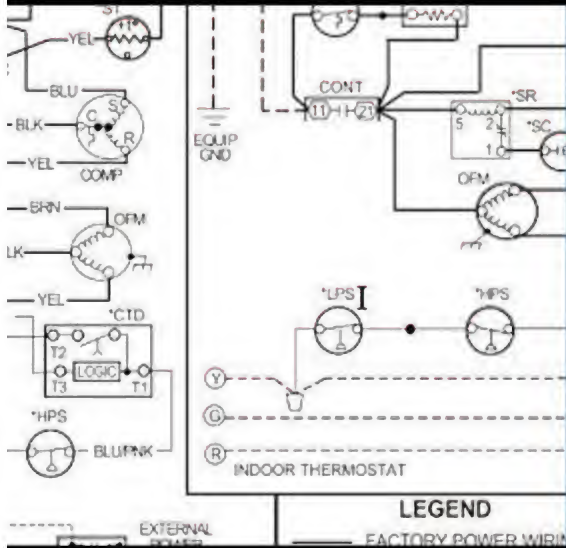 *ST
YEL
BLU
S
BLK
C
R
YEL
COMP
BRN
OFM
LK
YEL
*CTD
T2
LOGIC
T3
T1
*HPS
BLU/PNK
EXTERNAL
POWER
CONT
11
21
EQUIP
GND
*SR
5
2
1
*SC
OFM
*LPS
*HPS
Y
G
R
INDOOR THERMOSTAT
LEGEND
FACTORY POWER WIRIN